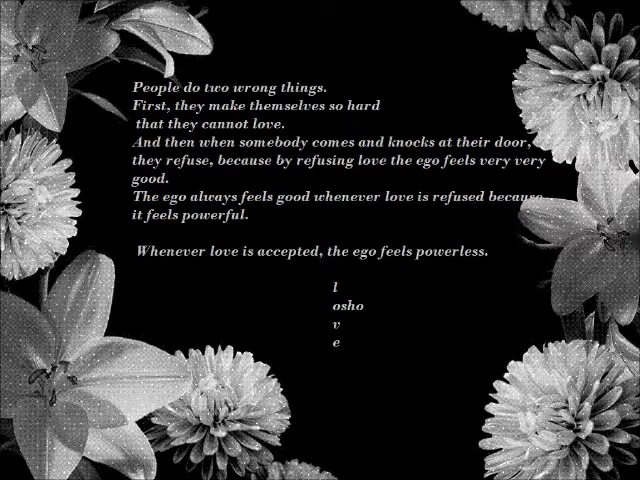 People do two wrong things.
First, they make themselves so hard
that they cannot love.
And then when somebody comes and knocks at their door,
they refuse, because by refusing love the ego feels very very
good.
The ego always feels good whenever love is refused because
it feels powerful.
Whenever love is accepted, the ego feels powerless.
l
osho
v
e